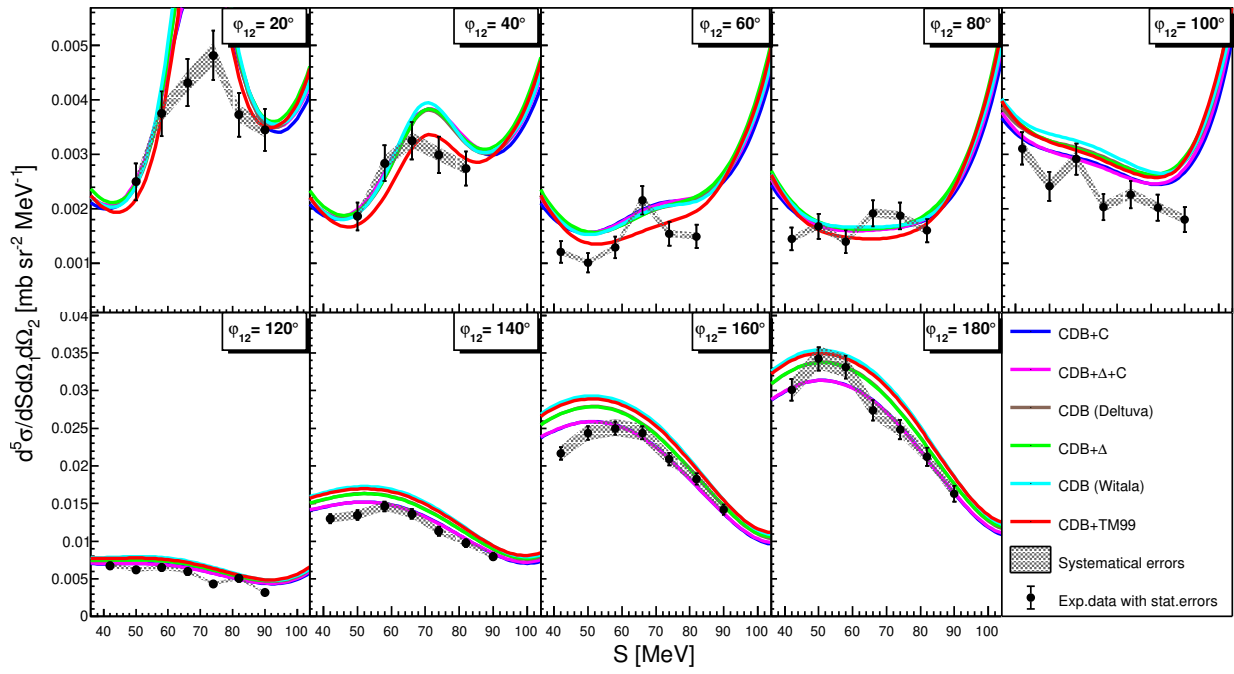 φ12= 20°
φ12= 40°
φ12= 60°
φ12= 80°
φ12= 100°
0.005
0.004
0.003
0.002
0.001
d⁵σ/dSdΩ₁dΩ₂ [mb sr⁻² MeV⁻¹]
φ12= 120°
φ12= 140°
φ12= 160°
φ12= 180°
0.04
0.035
0.03
0.025
0.02
0.015
0.01
0.005
0
CDB+C
CDB+Δ+C
CDB (Deltuva)
CDB+Δ
CDB (Witala)
CDB+TM99
Systematical errors
Exp.data with stat.errors
40 50 60 70 80 90 100
40 50 60 70 80 90 100
40 50 60 70 80 90 100
40 50 60 70 80 90 100
S [MeV]